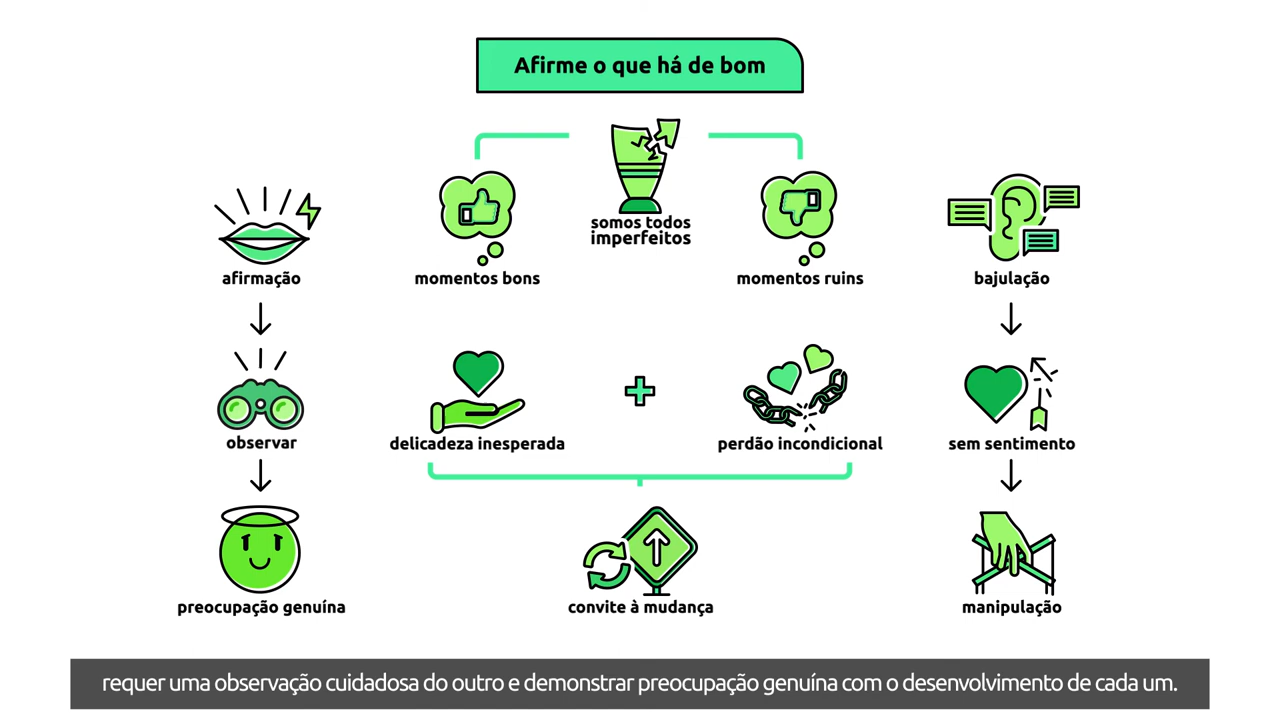 Afirme o que há de bom
somos todos
imperfeitos
afirmação
momentos bons
momentos ruins
bajulação
observar
delicadeza inesperada
perdão incondicional
sem sentimento
preocupação genuína
convite à mudança
manipulação
requer uma observação cuidadosa do outro e demonstrar preocupação genuína com o desenvolvimento de cada um.